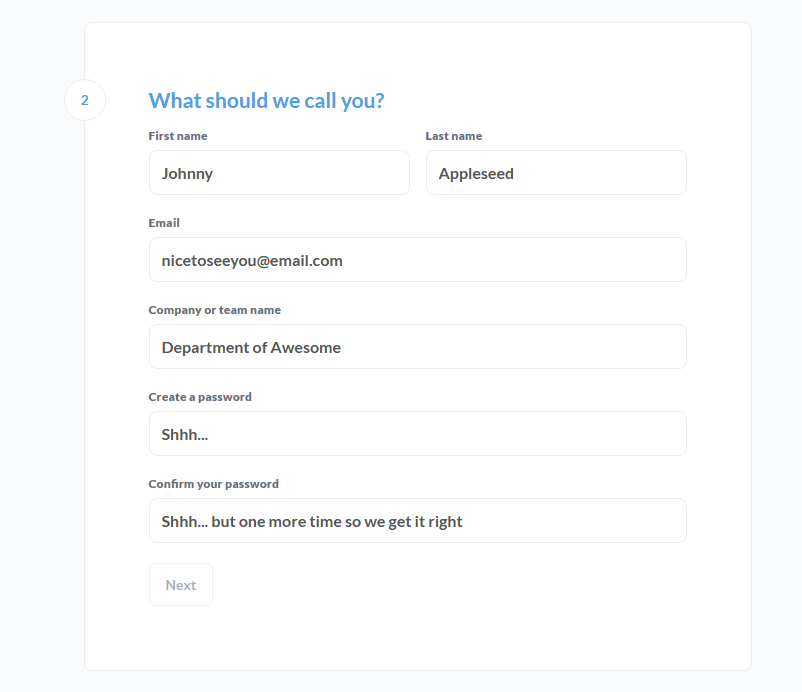 2
What should we call you?
First name
Last name
Johnny
Appleseed
Email
nicetoseeyou@email.com
Company or team name
Department of Awesome
Create a password
Shhh...
Confirm your password
Shhh... but one more time so we get it right
Next